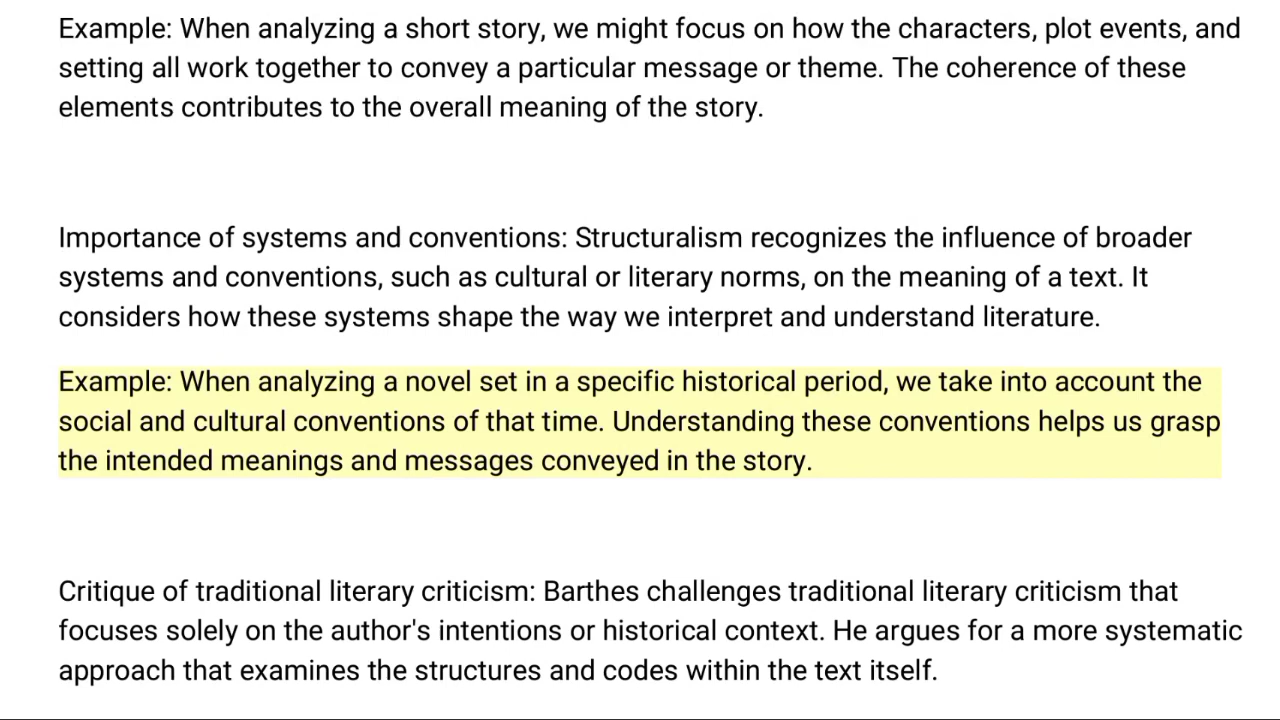 Example: When analyzing a short story, we might focus on how the characters, plot events, and
setting all work together to convey a particular message or theme. The coherence of these
elements contributes to the overall meaning of the story.
Importance of systems and conventions: Structuralism recognizes the influence of broader
systems and conventions, such as cultural or literary norms, on the meaning of a text. It
considers how these systems shape the way we interpret and understand literature.
Example: When analyzing a novel set in a specific historical period, we take into account the
social and cultural conventions of that time. Understanding these conventions helps us grasp
the intended meanings and messages conveyed in the story.
Critique of traditional literary criticism: Barthes challenges traditional literary criticism that
focuses solely on the author's intentions or historical context. He argues for a more systematic
approach that examines the structures and codes within the text itself.